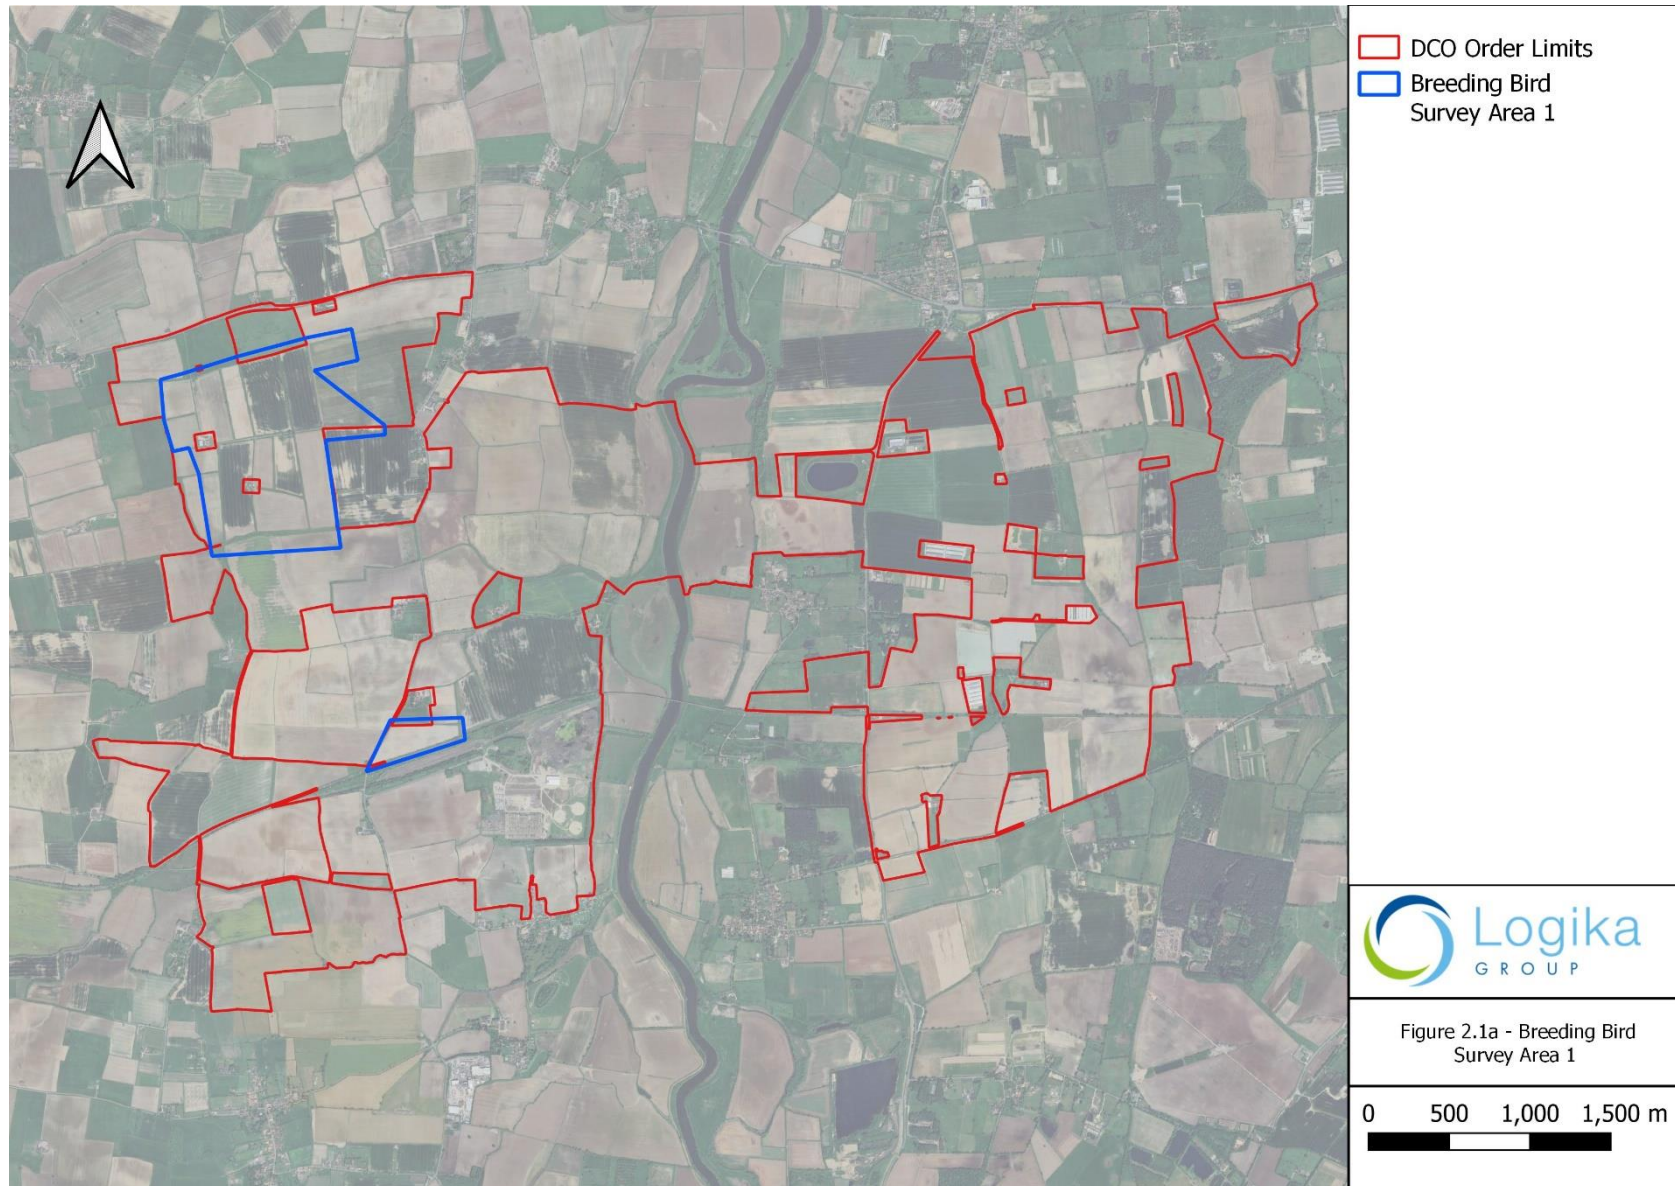 DCO Order Limits
Breeding Bird
Survey Area 1
Logika
GROUP
Figure 2.1a - Breeding Bird
Survey Area 1
0 500 1,000 1,500 m